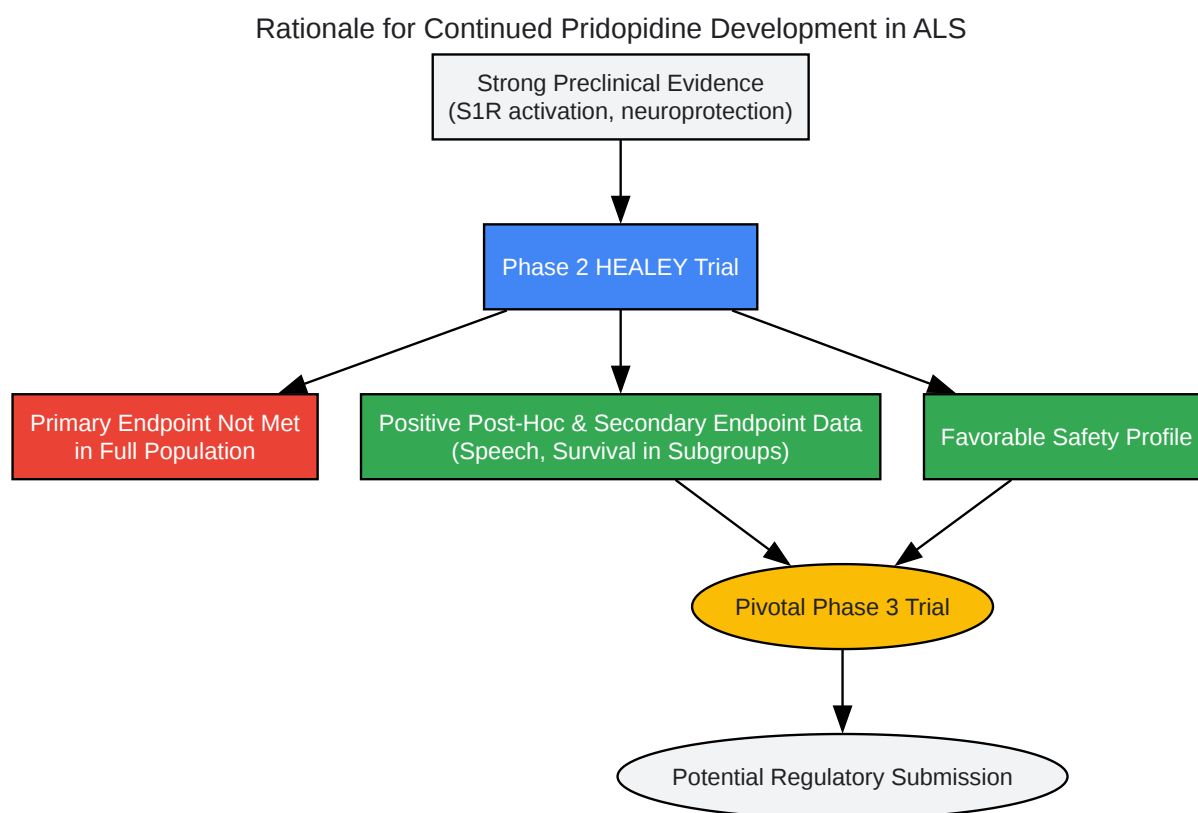 Rationale for Continued Pridopidine Development in ALS
Strong Preclinical Evidence
(S1R activation, neuroprotection)
Phase 2 HEALEY Trial
Primary Endpoint Not Met
in Full Population
Positive Post-Hoc & Secondary Endpoint Data
(Speech, Survival in Subgroups)
Favorable Safety Profile
Pivotal Phase 3 Trial
Potential Regulatory Submission